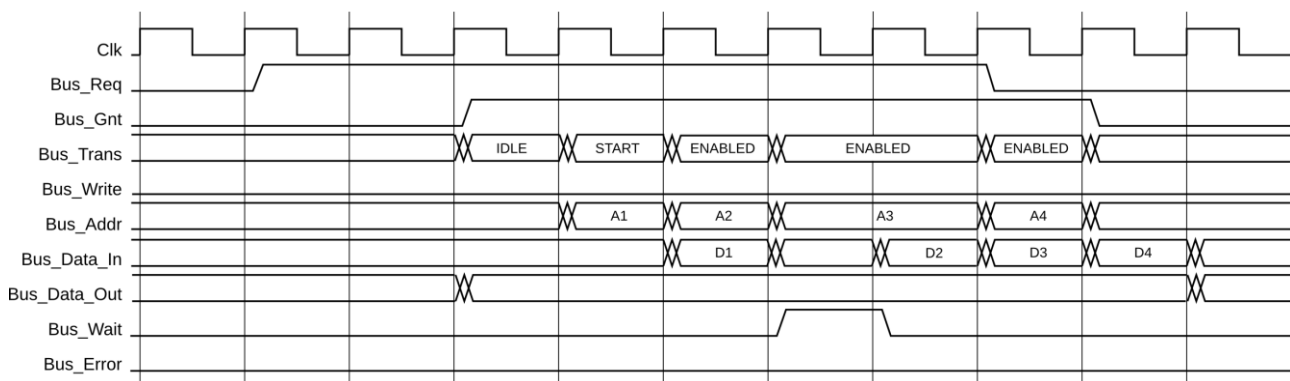 Clk
Bus_Req
Bus_Gnt
Bus_Trans IDLE START ENABLED ENABLED ENABLED
Bus_Write
Bus_Addr A1 A2 A3 A4
Bus_Data_In D1 D2 D3 D4
Bus_Data_Out
Bus_Wait
Bus_Error